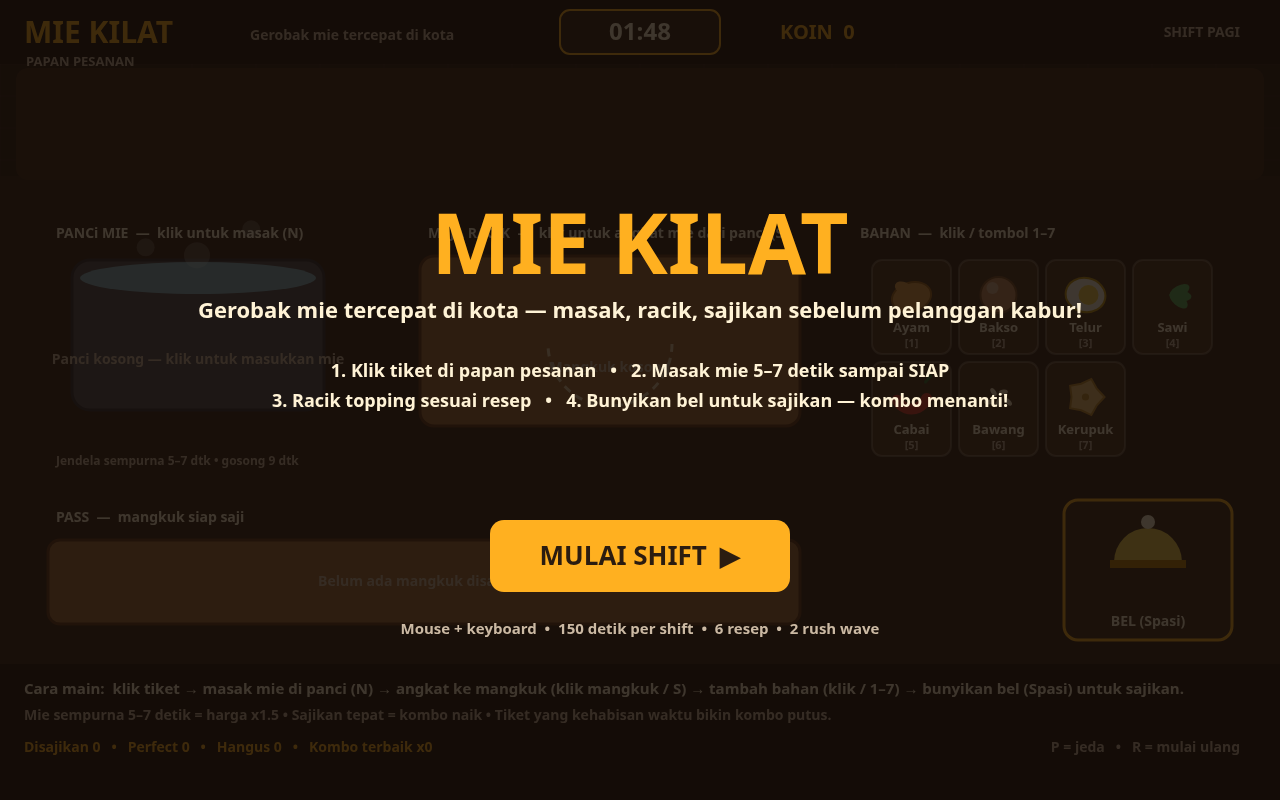 MIE KILAT
Gerobak mie tercepat di kota
01:48
KOIN 0
SHIFT PAGI
PAPAN PESANAN
PANCi MIE — klik untuk masak (N)
BAHAN — klik / tombol 1–7
MIE KILAT
Gerobak mie tercepat di kota — masak, racik, sajikan sebelum pelanggan kabur!
Ayam
[1]
Bakso
[2]
Telur
[3]
Sawi
[4]
Panci kosong — klik untuk masukkan mie
1. Klik tiket di papan pesanan • 2. Masak mie 5–7 detik sampai SIAP
3. Racik topping sesuai resep • 4. Bunyikan bel untuk sajikan — kombo menanti!
Cabai
[5]
Bawang
[6]
Kerupuk
[7]
Jendela sempurna 5–7 dtk • gosong 9 dtk
PASS — mangkuk siap saji
Belum ada mangkuk
MULAI SHIFT ▶
BEL (Spasi)
Mouse + keyboard • 150 detik per shift • 6 resep • 2 rush wave
Cara main: klik tiket → masak mie di panci (N) → angkat ke mangkuk (klik mangkuk / S) → tambah bahan (klik / 1–7) → bunyikan bel (Spasi) untuk sajikan.
Mie sempurna 5–7 detik = harga x1.5 • Sajikan tepat = kombo naik • Tiket yang kehabisan waktu bikin kombo putus.
Disajikan 0 • Perfect 0 • Hangus 0 • Kombo terbaik x0
P = jeda • R = mulai ulang